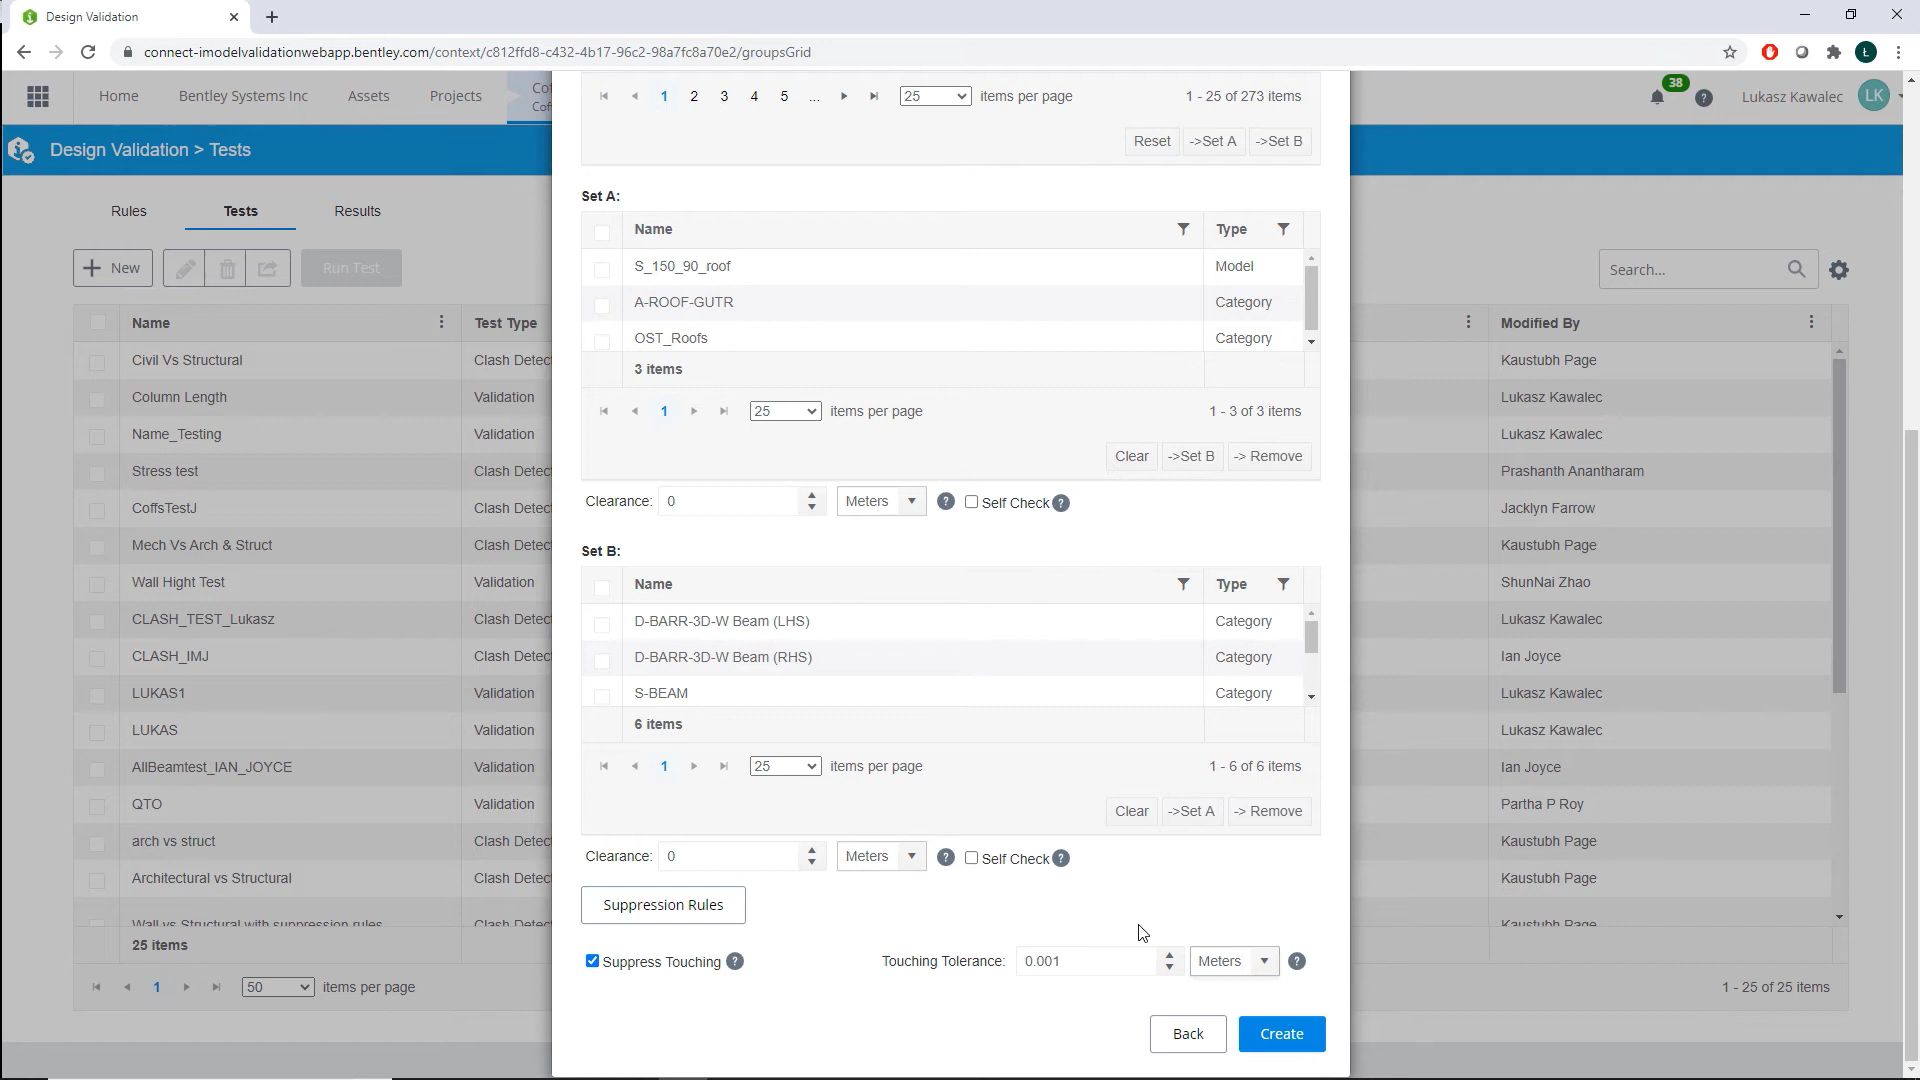 Design Validation
connect-imodelvalidationwebapp.bentley.com/context/c812ffd8-c432-4b17-96c2-98a7fc8a70e2/groupsGrid
Home Bentley Systems Inc Assets Projects
38
Lukasz Kawalec LK
Design Validation > Tests
Rules Tests Results
New Run Test
Search...
Name Test Type Modified By
Civil Vs Structural Clash Detec Kaustubh Page
Column Length Validation Lukasz Kawalec
Name_Testing Validation Lukasz Kawalec
Stress test Clash Detec Prashanth Anantharam
CoffsTestJ Clash Detec Jacklyn Farrow
Mech Vs Arch & Struct Clash Detec Kaustubh Page
Wall Hight Test Validation ShunNai Zhao
CLASH_TEST_Lukasz Clash Detec Lukasz Kawalec
CLASH_IMJ Clash Detec Ian Joyce
LUKAS1 Validation Lukasz Kawalec
LUKAS Validation Lukasz Kawalec
AllBeamtest_IAN_JOYCE Validation Ian Joyce
QTO Validation Partha P Roy
arch vs struct Clash Detec Kaustubh Page
Architectural vs Structural Clash Detec Kaustubh Page
Wall vs Structural with suppression rules Clash Detec Kaustubh Page
25 items
1 50 items per page 1 - 25 of 25 items
1 2 3 4 5 ... 25 items per page 1 - 25 of 273 items
Reset ->Set A ->Set B
Set A:
Name Type
S_150_90_roof Model
A-ROOF-GUTR Category
OST_Roofs Category
3 items
1 25 items per page 1 - 3 of 3 items
Clear ->Set B -> Remove
Clearance: 0 Meters ? Self Check ?
Set B:
Name Type
D-BARR-3D-W Beam (LHS) Category
D-BARR-3D-W Beam (RHS) Category
S-BEAM Category
6 items
1 25 items per page 1 - 6 of 6 items
Clear ->Set A -> Remove
Clearance: 0 Meters ? Self Check ?
Suppression Rules
Suppress Touching ? Touching Tolerance: 0.001 Meters ?
Back Create